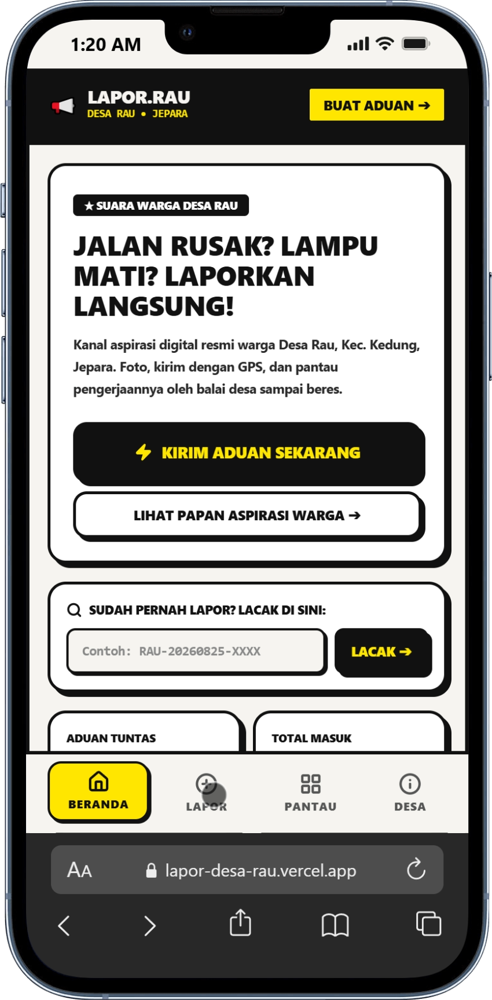 1:20 AM
LAPOR.RAU
DESA RAU • JEPARA
BUAT ADUAN →
★ SUARA WARGA DESA RAU
JALAN RUSAK? LAMPU
MATI? LAPORKAN
LANGSUNG!
Kanal aspirasi digital resmi warga Desa Rau, Kec. Kedung,
Jepara. Foto, kirim dengan GPS, dan pantau
pengerjaannya oleh balai desa sampai beres.
KIRIM ADUAN SEKARANG
LIHAT PAPAN ASPIRASI WARGA →
SUDAH PERNAH LAPOR? LACAK DI SINI:
Contoh: RAU-20260825-XXXX
LACAK →
ADUAN TUNTAS
TOTAL MASUK
BERANDA
LAPOR
PANTAU
DESA
AA
lapor-desa-rau.vercel.app